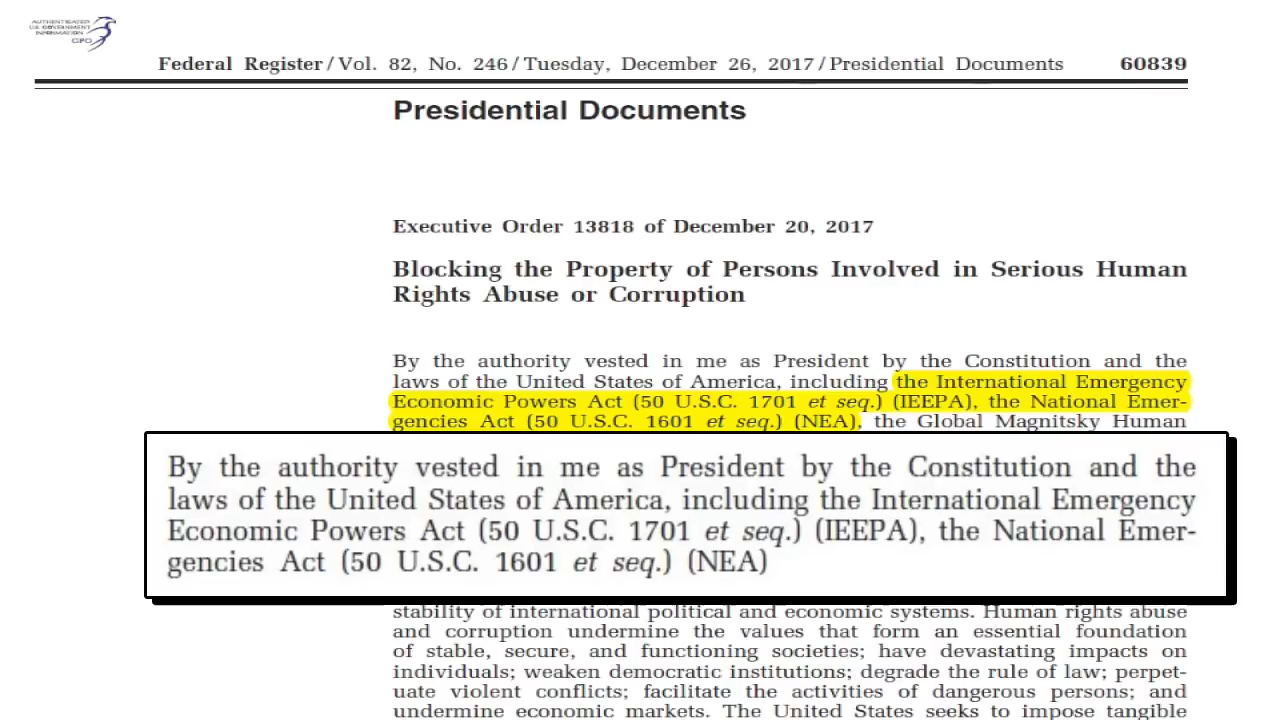 AUTHENTICATED
U.S. GOVERNMENT
INFORMATION
GPO
Federal Register / Vol. 82, No. 246 / Tuesday, December 26, 2017 / Presidential Documents 60839
Presidential Documents
Executive Order 13818 of December 20, 2017
Blocking the Property of Persons Involved in Serious Human
Rights Abuse or Corruption
By the authority vested in me as President by the Constitution and the
laws of the United States of America, including the International Emergency
Economic Powers Act (50 U.S.C. 1701 et seq.) (IEEPA), the National Emer-
gencies Act (50 U.S.C. 1601 et seq.) (NEA), the Global Magnitsky Human
By the authority vested in me as President by the Constitution and the
laws of the United States of America, including the International Emergency
Economic Powers Act (50 U.S.C. 1701 et seq.) (IEEPA), the National Emer-
gencies Act (50 U.S.C. 1601 et seq.) (NEA)
stability of international political and economic systems. Human rights abuse
and corruption undermine the values that form an essential foundation
of stable, secure, and functioning societies; have devastating impacts on
individuals; weaken democratic institutions; degrade the rule of law; perpet-
uate violent conflicts; facilitate the activities of dangerous persons; and
undermine economic markets. The United States seeks to impose tangible